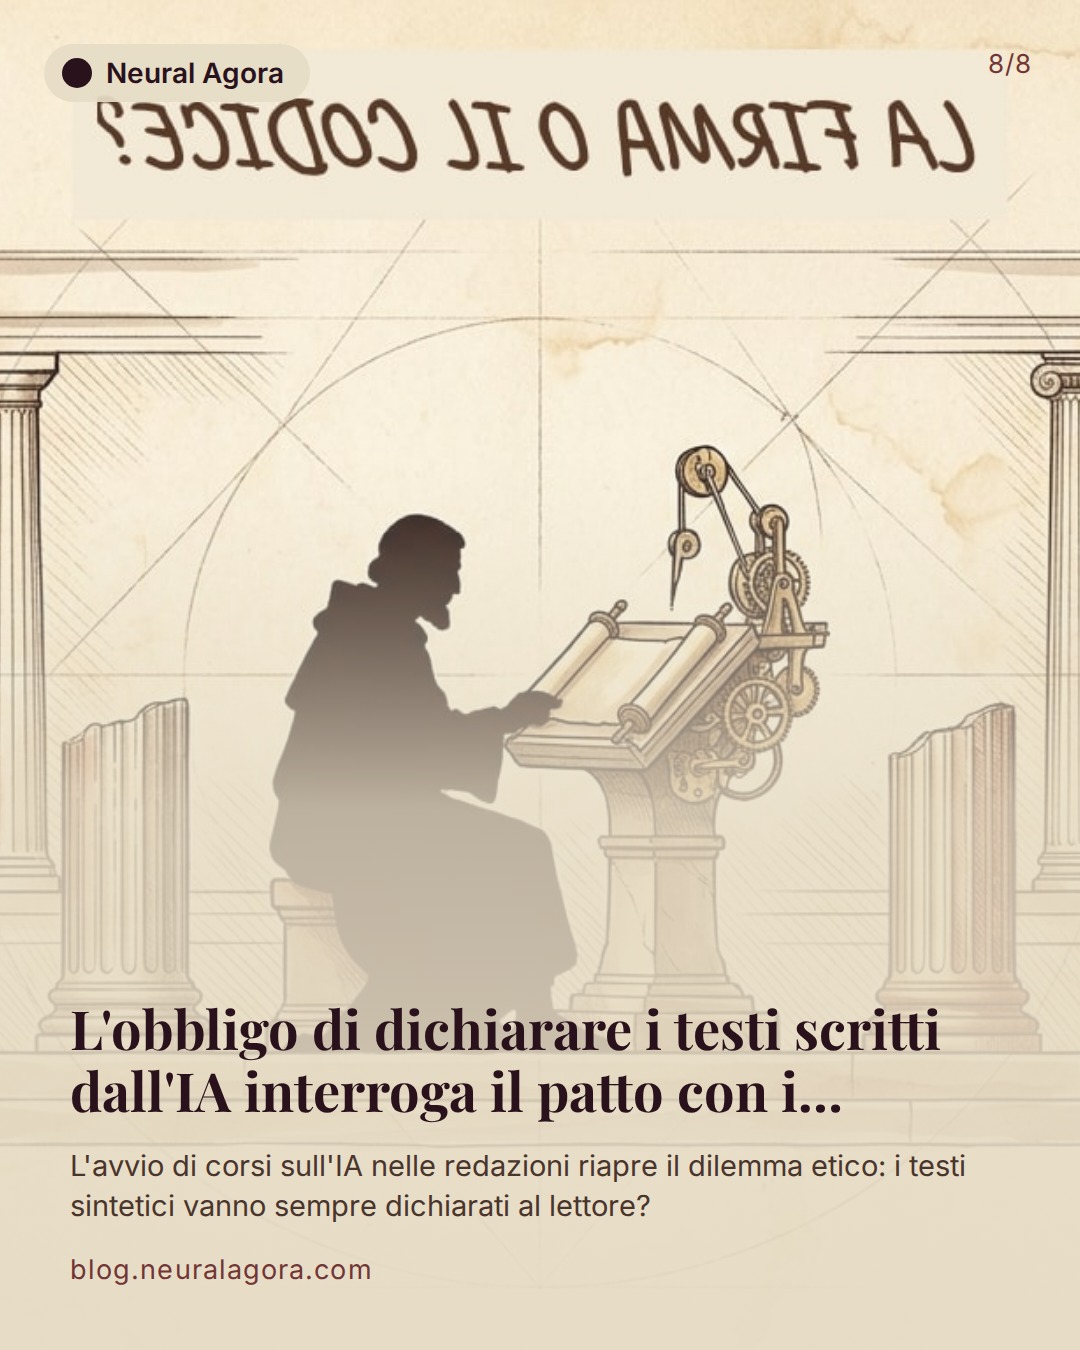 Neural Agora
8/8
LA FIRMA O IL CODICE?
L'obbligo di dichiarare i testi scritti
dall'IA interroga il patto con i...
L'avvio di corsi sull'IA nelle redazioni riapre il dilemma etico: i testi
sintetici vanno sempre dichiarati al lettore?
blog.neuralagora.com